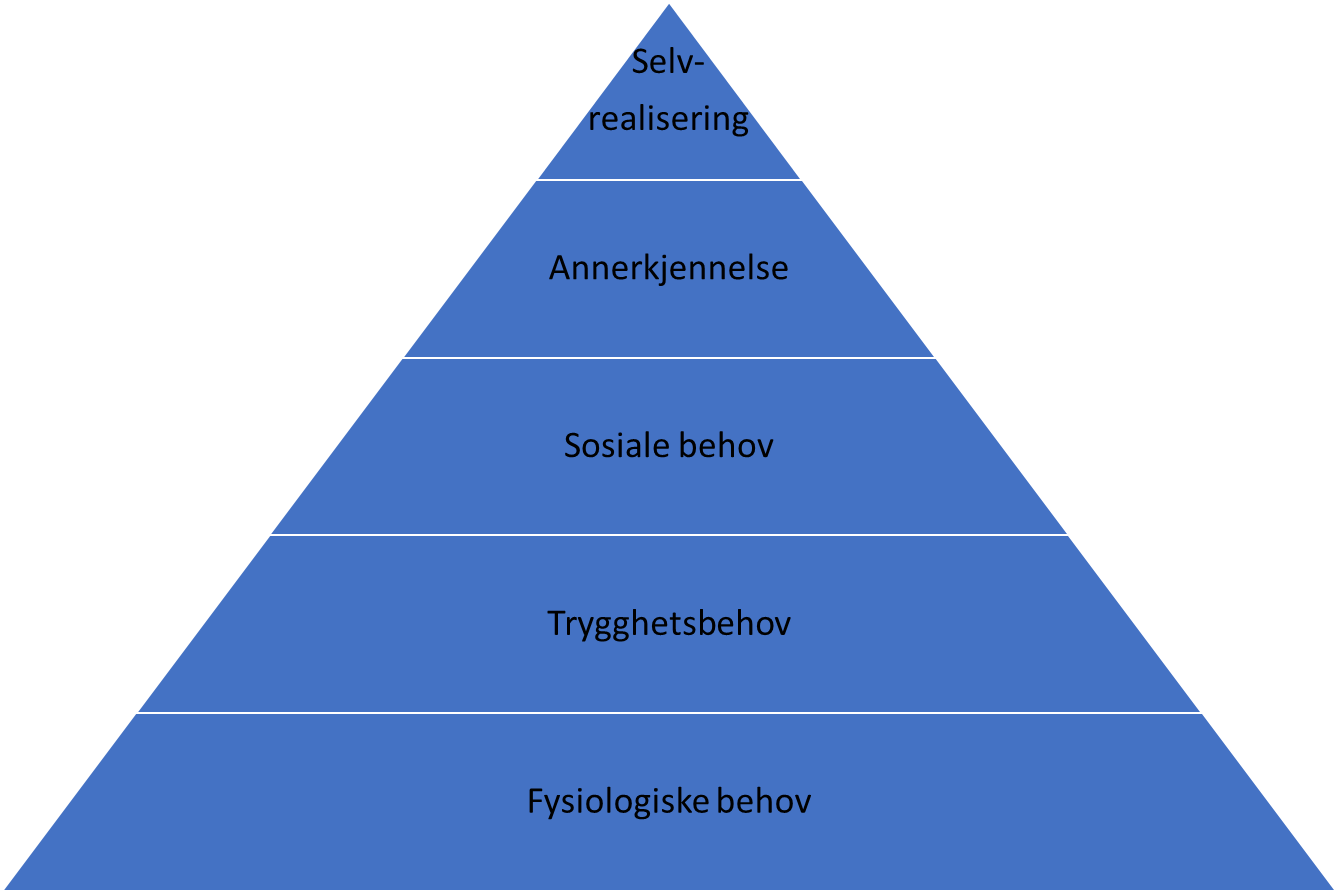 Selv-
realisering
Annerkjennelse
Sosiale behov
Trygghetsbehov
Fysiologiske behov